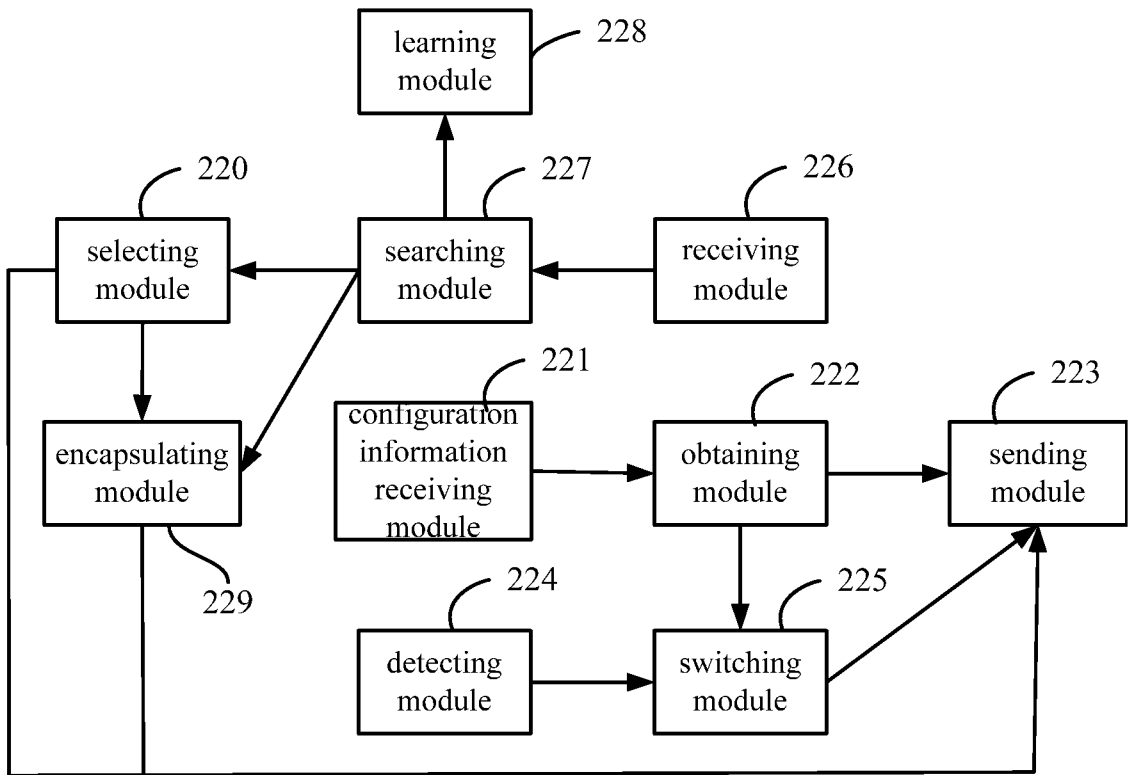 learning
module
228
220
227
226
selecting
module
searching
module
receiving
module
221
222
223
configuration
information
receiving
module
encapsulating
module
obtaining
module
sending
module
229
224
225
detecting
module
switching
module